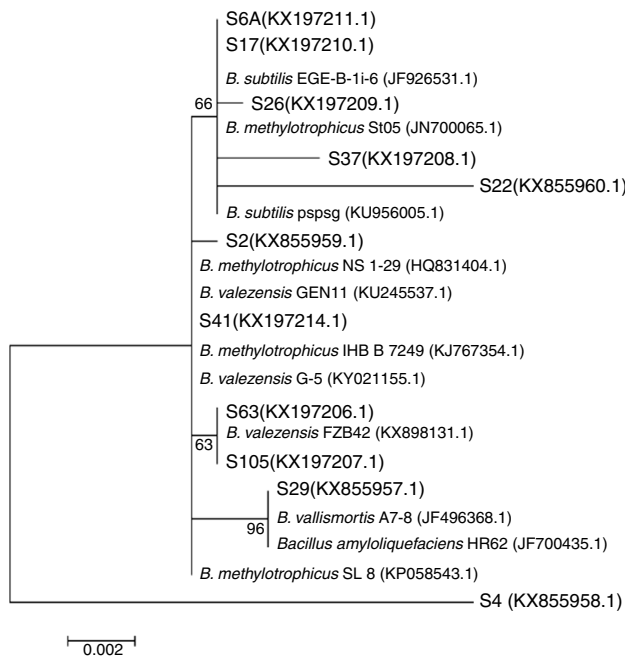 S6A(KX197211.1)
S17(KX197210.1)
B. subtilis EGE-B-1i-6 (JF926531.1)
66
S26(KX197209.1)
B. methylotrophicus St05 (JN700065.1)
S37(KX197208.1)
S22(KX855960.1)
B. subtilis pspsg (KU956005.1)
S2(KX855959.1)
B. methylotrophicus NS 1-29 (HQ831404.1)
B. valezensis GEN11 (KU245537.1)
S41(KX197214.1)
B. methylotrophicus IHB B 7249 (KJ767354.1)
B. valezensis G-5 (KY021155.1)
S63(KX197206.1)
B. valezensis FZB42 (KX898131.1)
63
S105(KX197207.1)
S29(KX855957.1)
B. vallismortis A7-8 (JF496368.1)
96
Bacillus amyloliquefaciens HR62 (JF700435.1)
B. methylotrophicus SL 8 (KP058543.1)
S4 (KX855958.1)
0.002